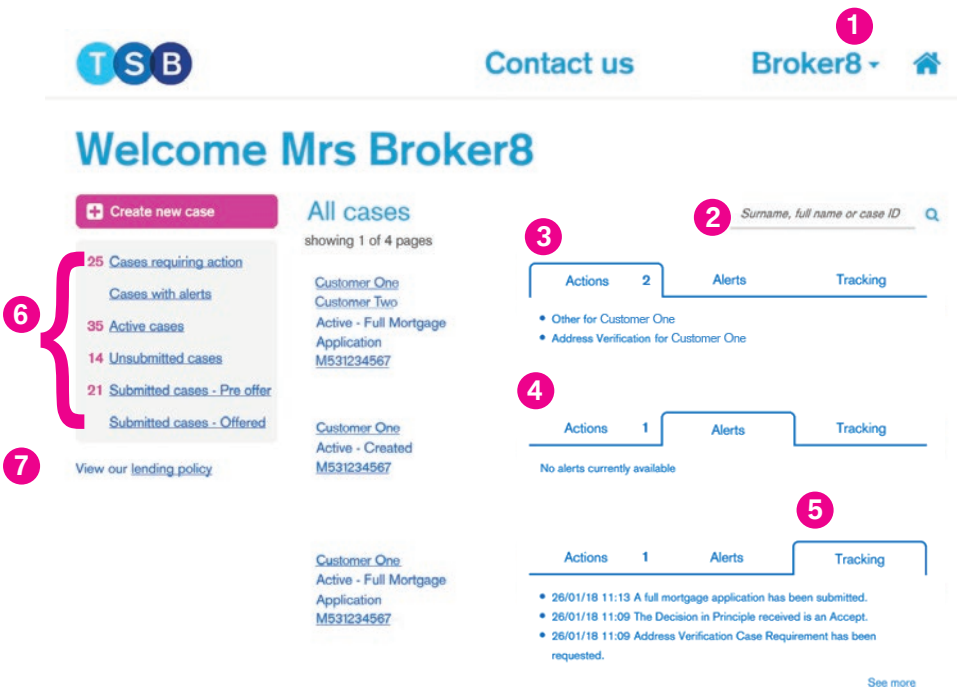 1
TSB
Contact us
Broker8
Welcome Mrs Broker8
Create new case
All cases
showing 1 of 4 pages
2
Surname, full name or case ID
6
25 Cases requiring action
Cases with alerts
35 Active cases
14 Unsubmitted cases
21 Submitted cases - Pre offer
Submitted cases - Offered
7
View our lending policy
Customer One
Customer Two
Active - Full Mortgage
Application
M531234567
3
Actions 2 Alerts Tracking
• Other for Customer One
• Address Verification for Customer One
Customer One
Active - Created
M531234567
4
Actions 1 Alerts Tracking
No alerts currently available
Customer One
Active - Full Mortgage
Application
M531234567
5
Actions 1 Alerts Tracking
• 26/01/18 11:13 A full mortgage application has been submitted.
• 26/01/18 11:09 The Decision in Principle received is an Accept.
• 26/01/18 11:09 Address Verification Case Requirement has been
requested.
See more